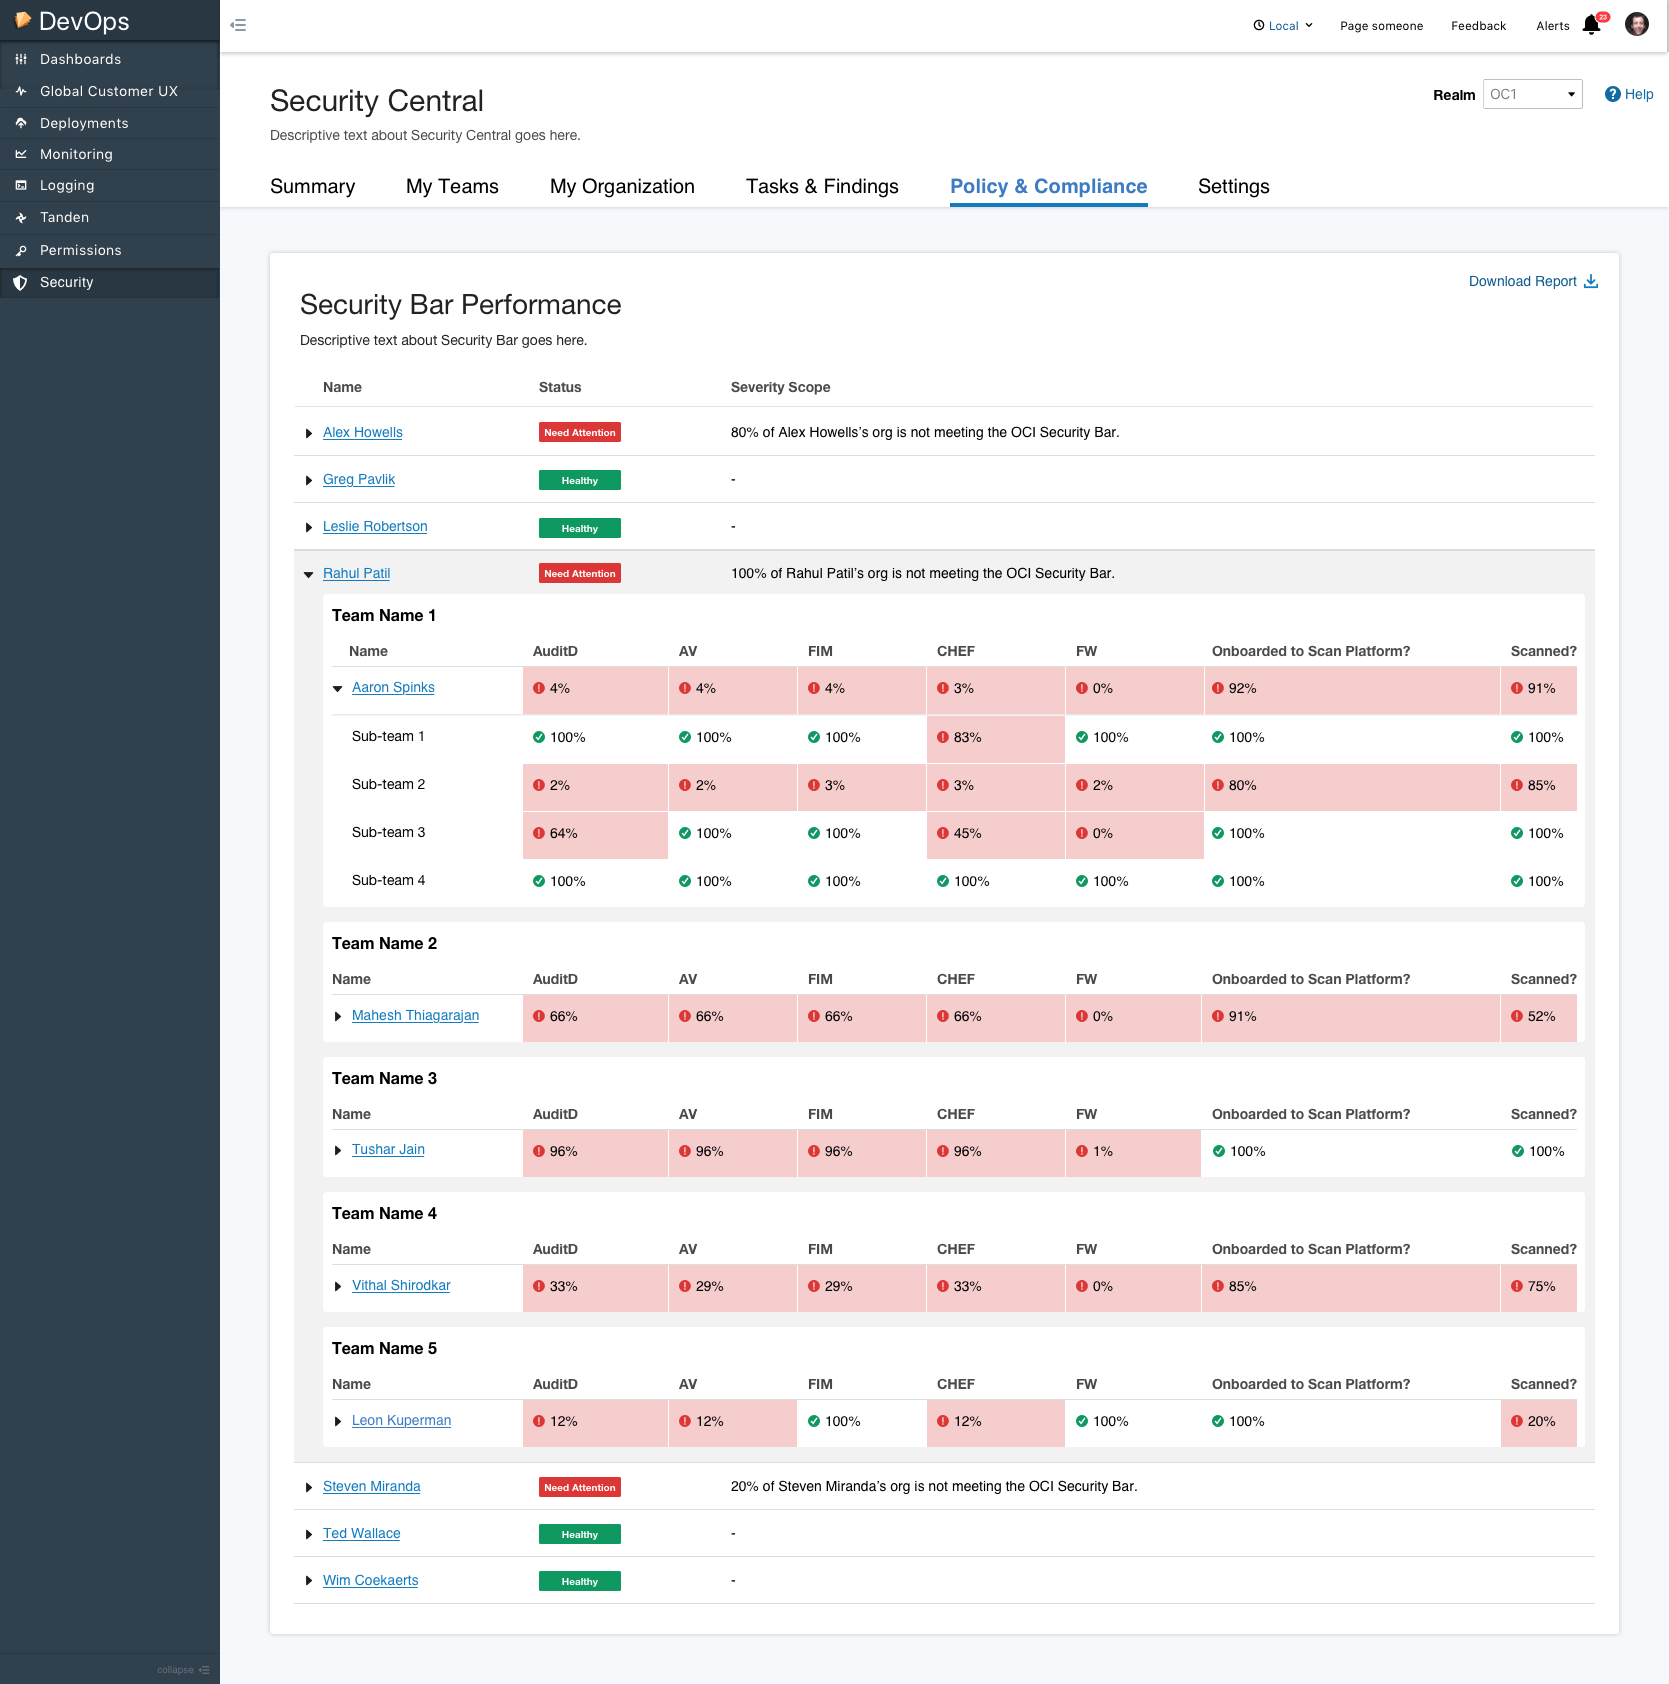 DevOps
Local Page someone Feedback Alerts 23
Dashboards
Global Customer UX
Deployments
Monitoring
Logging
Tanden
Permissions
Security
collapse
Security Central
Realm OC1 Help
Descriptive text about Security Central goes here.
Summary My Teams My Organization Tasks & Findings Policy & Compliance Settings
Download Report
Security Bar Performance
Descriptive text about Security Bar goes here.
Name Status Severity Scope
Alex Howells Need Attention 80% of Alex Howells's org is not meeting the OCI Security Bar.
Greg Pavlik Healthy -
Leslie Robertson Healthy -
Rahul Patil Need Attention 100% of Rahul Patil's org is not meeting the OCI Security Bar.
Team Name 1
Name AuditD AV FIM CHEF FW Onboarded to Scan Platform? Scanned?
Aaron Spinks 4% 4% 4% 3% 0% 92% 91%
Sub-team 1 100% 100% 100% 83% 100% 100% 100%
Sub-team 2 2% 2% 3% 3% 2% 80% 85%
Sub-team 3 64% 100% 100% 45% 0% 100% 100%
Sub-team 4 100% 100% 100% 100% 100% 100% 100%
Team Name 2
Name AuditD AV FIM CHEF FW Onboarded to Scan Platform? Scanned?
Mahesh Thiagarajan 66% 66% 66% 66% 0% 91% 52%
Team Name 3
Name AuditD AV FIM CHEF FW Onboarded to Scan Platform? Scanned?
Tushar Jain 96% 96% 96% 96% 1% 100% 100%
Team Name 4
Name AuditD AV FIM CHEF FW Onboarded to Scan Platform? Scanned?
Vithal Shirodkar 33% 29% 29% 33% 0% 85% 75%
Team Name 5
Name AuditD AV FIM CHEF FW Onboarded to Scan Platform? Scanned?
Leon Kuperman 12% 12% 100% 12% 100% 100% 20%
Steven Miranda Need Attention 20% of Steven Miranda's org is not meeting the OCI Security Bar.
Ted Wallace Healthy -
Wim Coekaerts Healthy -